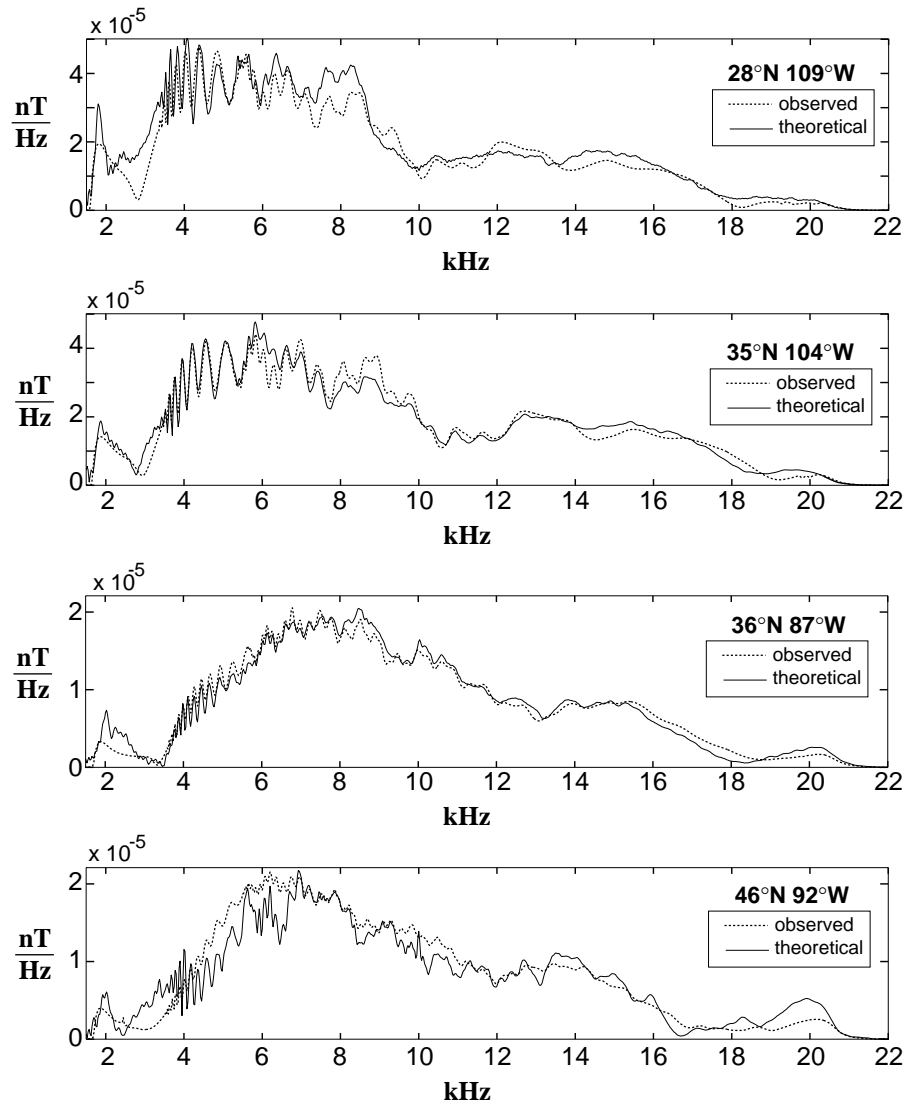 x 10-5
4
2
0
nT
Hz
28°N 109°W
observed
theoretical
2 4 6 8 10 12 14 16 18 20 22
kHz
x 10-5
4
2
0
nT
Hz
35°N 104°W
observed
theoretical
2 4 6 8 10 12 14 16 18 20 22
kHz
x 10-5
2
1
0
nT
Hz
36°N 87°W
observed
theoretical
2 4 6 8 10 12 14 16 18 20 22
kHz
x 10-5
2
1
0
nT
Hz
46°N 92°W
observed
theoretical
2 4 6 8 10 12 14 16 18 20 22
kHz